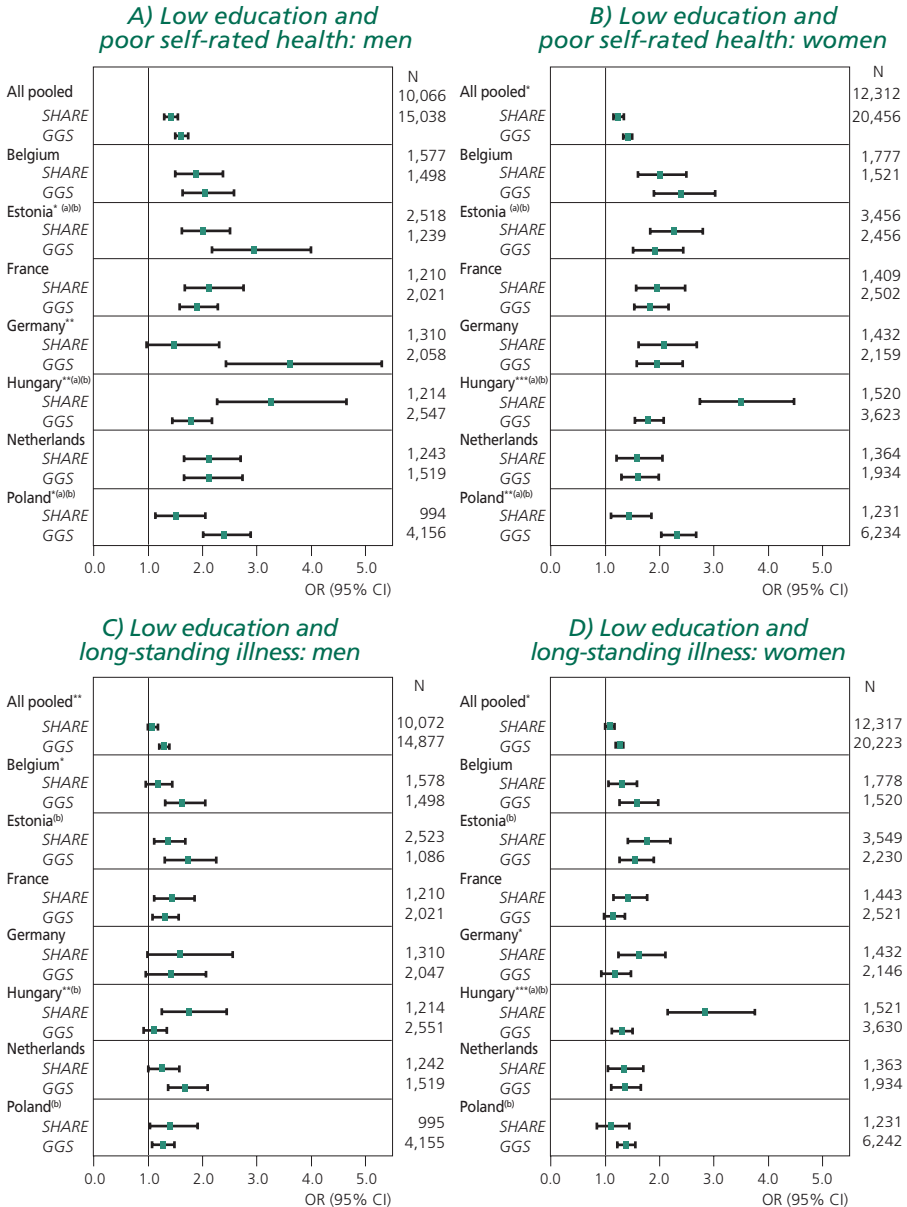 A) Low education and
poor self-rated health: men
N
All pooled
10,066
SHARE
15,038
GGS
Belgium
1,577
SHARE
1,498
GGS
Estonia* (a)(b)
2,518
SHARE
1,239
GGS
France
1,210
SHARE
2,021
GGS
Germany**
1,310
SHARE
2,058
GGS
Hungary**(a)(b)
1,214
SHARE
2,547
GGS
Netherlands
1,243
SHARE
1,519
GGS
Poland*(a)(b)
994
SHARE
4,156
GGS
0.0 1.0 2.0 3.0 4.0 5.0
OR (95% CI)
B) Low education and
poor self-rated health: women
N
All pooled*
12,312
SHARE
20,456
GGS
Belgium
1,777
SHARE
1,521
GGS
Estonia (a)(b)
3,456
SHARE
2,456
GGS
France
1,409
SHARE
2,502
GGS
Germany
1,432
SHARE
2,159
GGS
Hungary***(a)(b)
SHARE 1,520
GGS 3,623
Netherlands
SHARE 1,364
GGS 1,934
Poland**(a)(b)
SHARE 1,231
GGS 6,234
0.0 1.0 2.0 3.0 4.0 5.0
OR (95% CI)
C) Low education and
long-standing illness: men
N
All pooled**
SHARE 10,072
GGS 14,877
Belgium*
SHARE 1,578
GGS 1,498
Estonia(b)
SHARE 2,523
GGS 1,086
France
SHARE 1,210
GGS 2,021
Germany
SHARE 1,310
GGS 2,047
Hungary**(b)
SHARE 1,214
GGS 2,551
Netherlands
SHARE 1,242
GGS 1,519
Poland(b)
SHARE 995
GGS 4,155
0.0 1.0 2.0 3.0 4.0 5.0
OR (95% CI)
D) Low education and
long-standing illness: women
N
All pooled*
SHARE 12,317
GGS 20,223
Belgium
SHARE 1,778
GGS 1,520
Estonia(b)
SHARE 3,549
GGS 2,230
France
SHARE 1,443
GGS 2,521
Germany*
SHARE 1,432
GGS 2,146
Hungary***(a)(b)
SHARE 1,521
GGS 3,630
Netherlands
SHARE 1,363
GGS 1,934
Poland(b)
SHARE 1,231
GGS 6,242
0.0 1.0 2.0 3.0 4.0 5.0
OR (95% CI)